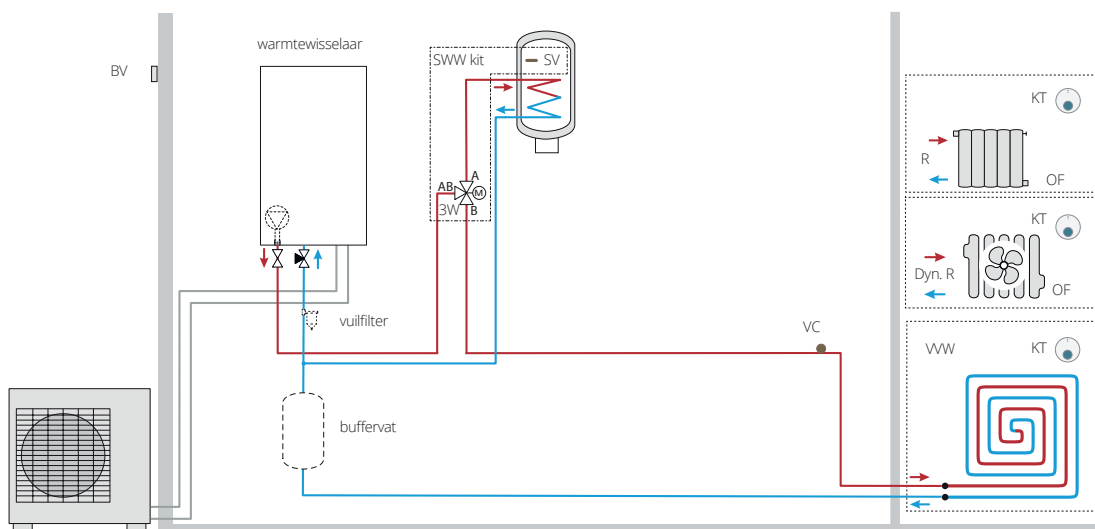 warmtewisselaar
BV
SWW kit
SV
A
AB
M
3W
B
vuilfilter
buffervat
VC
KT
R
OF
KT
Dyn. R
OF
VVW
KT